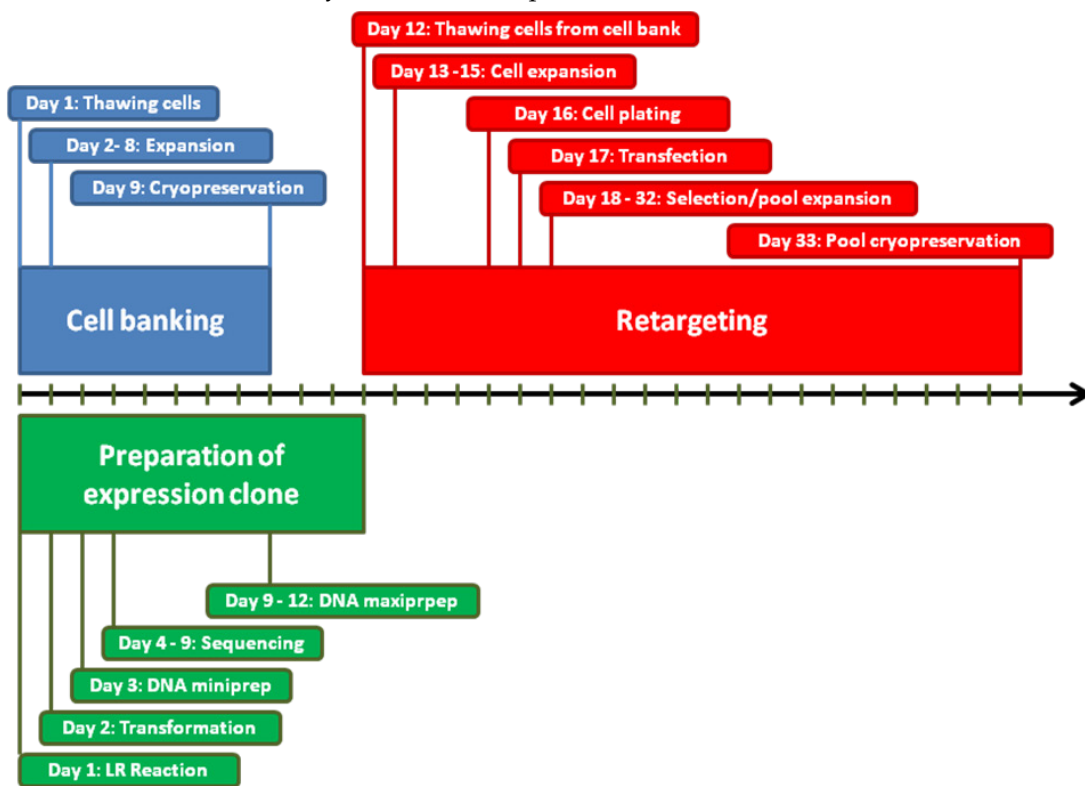 Day 12: Thawing cells from cell bank
Day 13 -15: Cell expansion
Day 1: Thawing cells
Day 16: Cell plating
Day 2- 8: Expansion
Day 17: Transfection
Day 9: Cryopreservation
Day 18 - 32: Selection/pool expansion
Day 33: Pool cryopreservation
Cell banking
Retargeting
Preparation of
expression clone
Day 9 - 12: DNA maxiprpep
Day 4 - 9: Sequencing
Day 3: DNA miniprep
Day 2: Transformation
Day 1: LR Reaction